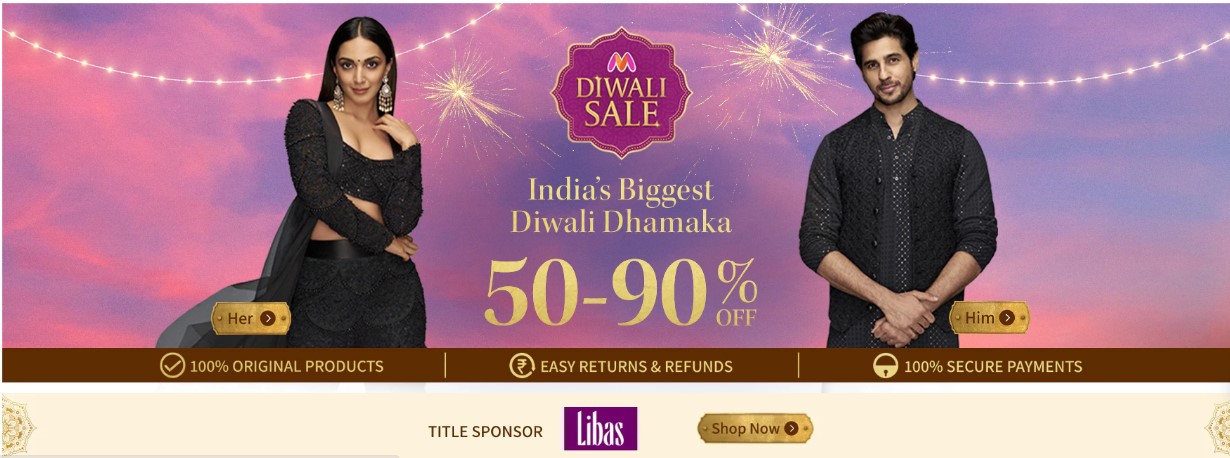 DIWALI
SALE
India's Biggest
Diwali Dhamaka
50-90% OFF
Her
Him
100% ORIGINAL PRODUCTS
EASY RETURNS & REFUNDS
100% SECURE PAYMENTS
TITLE SPONSOR
Libas
Shop Now